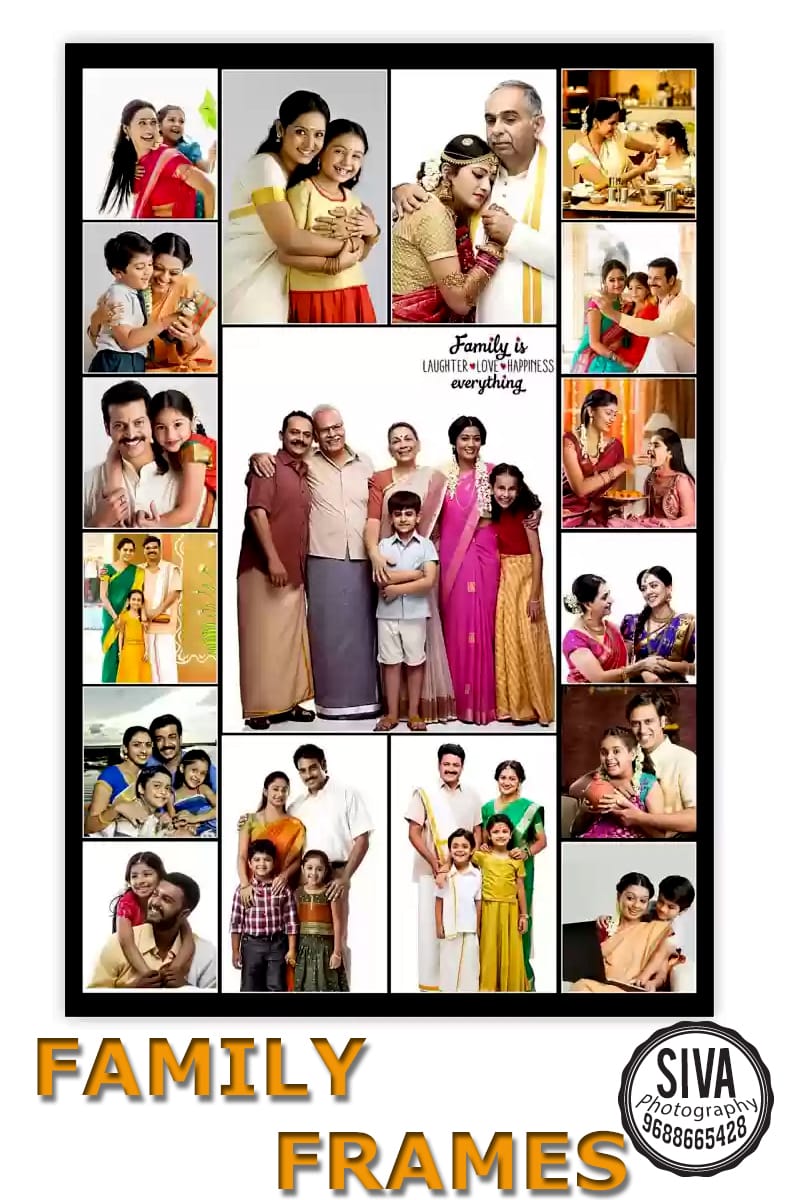 Family is
LAUGHTER♥LOVE♥HAPPINESS
everything
FAMILY
FRAMES
SIVA
Photography
9688665428